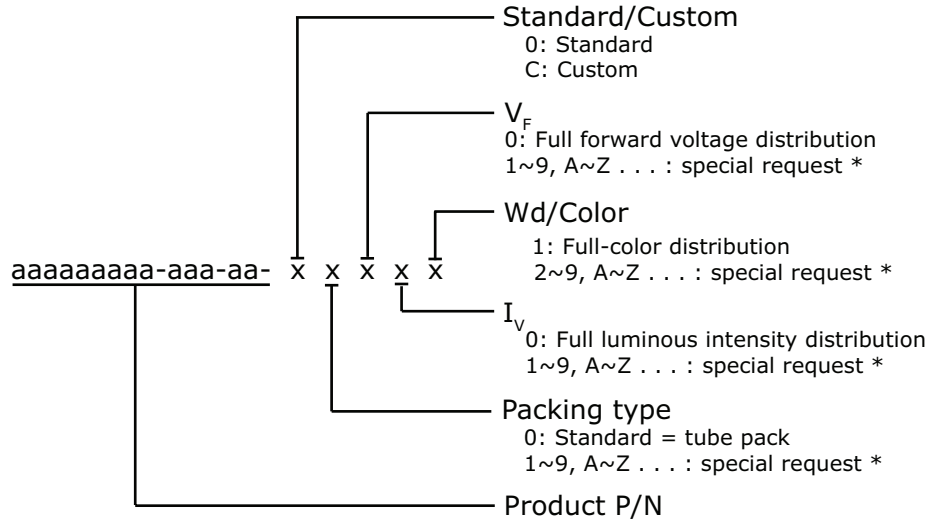 Standard/Custom
0: Standard
C: Custom
VF
0: Full forward voltage distribution
1~9, A~Z . . . : special request *
Wd/Color
1: Full-color distribution
2~9, A~Z . . . : special request *
aaaaaaaaa-aaa-aa- x x x x x
IV
0: Full luminous intensity distribution
1~9, A~Z . . . : special request *
Packing type
0: Standard = tube pack
1~9, A~Z . . . : special request *
Product P/N